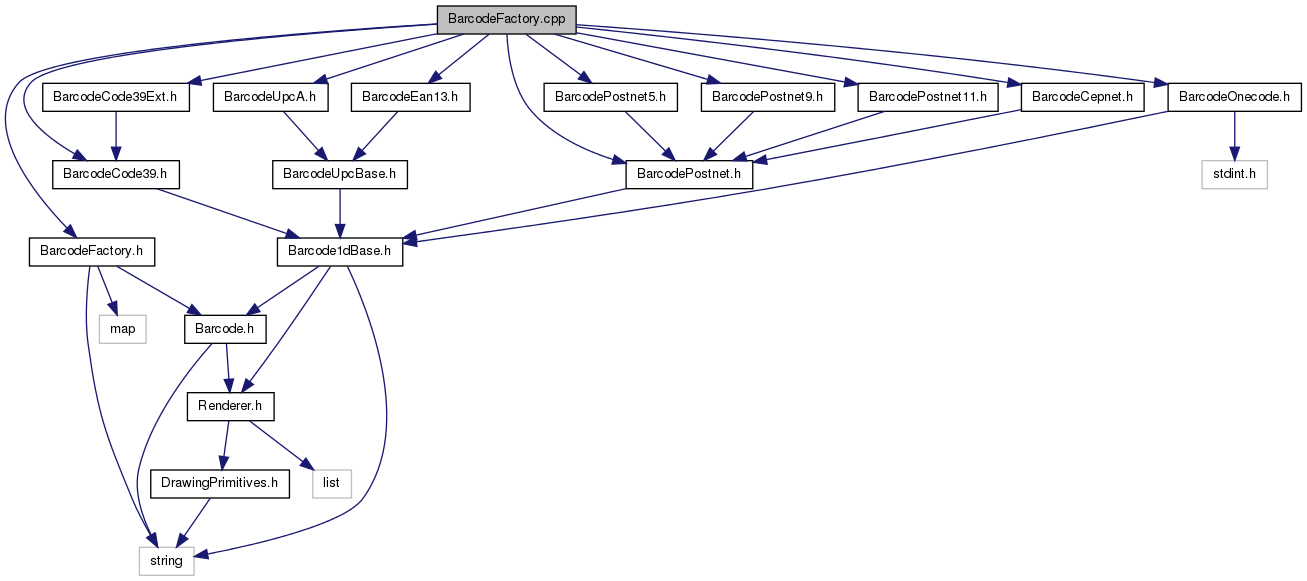 BarcodeFactory.cpp
BarcodeCode39Ext.h
BarcodeUpcA.h
BarcodeEan13.h
BarcodePostnet5.h
BarcodePostnet9.h
BarcodePostnet11.h
BarcodeCepnet.h
BarcodeOnecode.h
BarcodeCode39.h
BarcodeUpcBase.h
BarcodePostnet.h
stdint.h
BarcodeFactory.h
Barcode1dBase.h
map
Barcode.h
Renderer.h
DrawingPrimitives.h
list
string